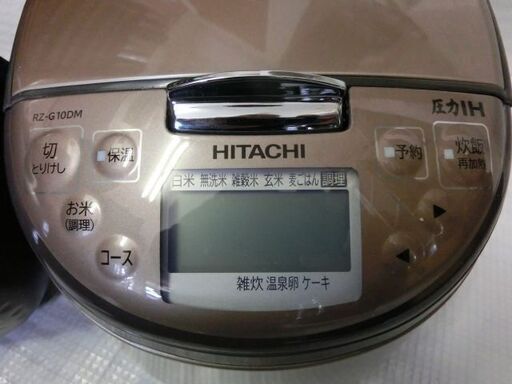 RZ-G10DM
圧力IH
切
とりけし
保温
HITACHI
予約
炊飯
再加熱
白米 無洗米 雑穀米 玄米 麦ごはん 調理
お米
(調理)
コース
雑炊 温泉卵 ケーキ